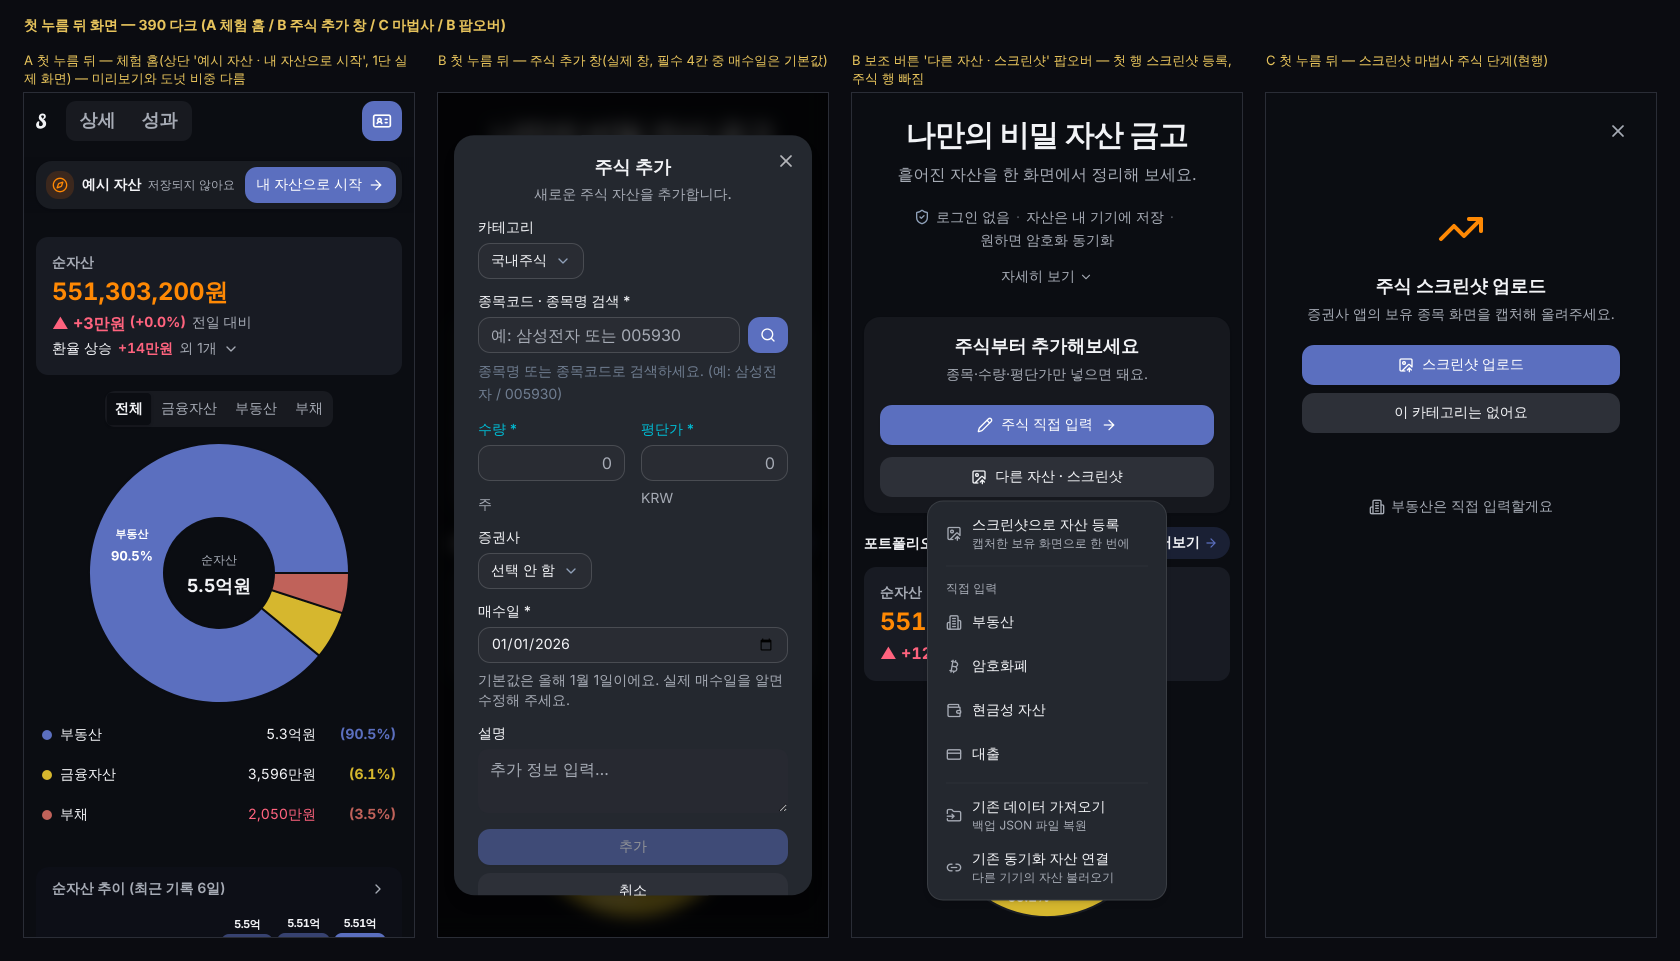 첫 누름 뒤 화면 — 390 다크 (A 체험 홈 / B 주식 추가 창 / C 마법사 / B 팝오버)
A 첫 누름 뒤 — 체험 홈(상단 '예시 자산 · 내 자산으로 시작', 1단 실
제 화면) — 미리보기와 도넛 비중 다름
상세 성과
예시 자산 저장되지 않아요 내 자산으로 시작 →
순자산
551,303,200원
▲ +3만원 (+0.0%) 전일 대비
환율 상승 +14만원 외 1개
전체 금융자산 부동산 부채
부동산
90.5%
순자산
5.5억원
부동산 5.3억원 (90.5%)
금융자산 3,596만원 (6.1%)
부채 2,050만원 (3.5%)
순자산 추이 (최근 기록 6일)
5.5억 5.51억 5.51억
B 첫 누름 뒤 — 주식 추가 창(실제 창, 필수 4칸 중 매수일은 기본값)
주식 추가
새로운 주식 자산을 추가합니다.
카테고리
국내주식
종목코드 · 종목명 검색 *
예: 삼성전자 또는 005930
종목명 또는 종목코드로 검색하세요. (예: 삼성전
자 / 005930)
수량 * 평단가 *
0 0
주 KRW
증권사
선택 안 함
매수일 *
01/01/2026
기본값은 올해 1월 1일이에요. 실제 매수일을 알면
수정해 주세요.
설명
추가 정보 입력...
추가
취소
B 보조 버튼 '다른 자산 · 스크린샷' 팝오버 — 첫 행 스크린샷 등록,
주식 행 빠짐
나만의 비밀 자산 금고
흩어진 자산을 한 화면에서 정리해 보세요.
로그인 없음 · 자산은 내 기기에 저장 ·
원하면 암호화 동기화
자세히 보기
주식부터 추가해보세요
종목·수량·평단가만 넣으면 돼요.
주식 직접 입력 →
다른 자산 · 스크린샷
포트폴리오 보기 →
순자산
551
▲ +12
스크린샷으로 자산 등록
캡처한 보유 화면으로 한 번에
직접 입력
부동산
암호화폐
현금성 자산
대출
기존 데이터 가져오기
백업 JSON 파일 복원
기존 동기화 자산 연결
다른 기기의 자산 불러오기
C 첫 누름 뒤 — 스크린샷 마법사 주식 단계(현행)
주식 스크린샷 업로드
증권사 앱의 보유 종목 화면을 캡처해 올려주세요.
스크린샷 업로드
이 카테고리는 없어요
부동산은 직접 입력할게요